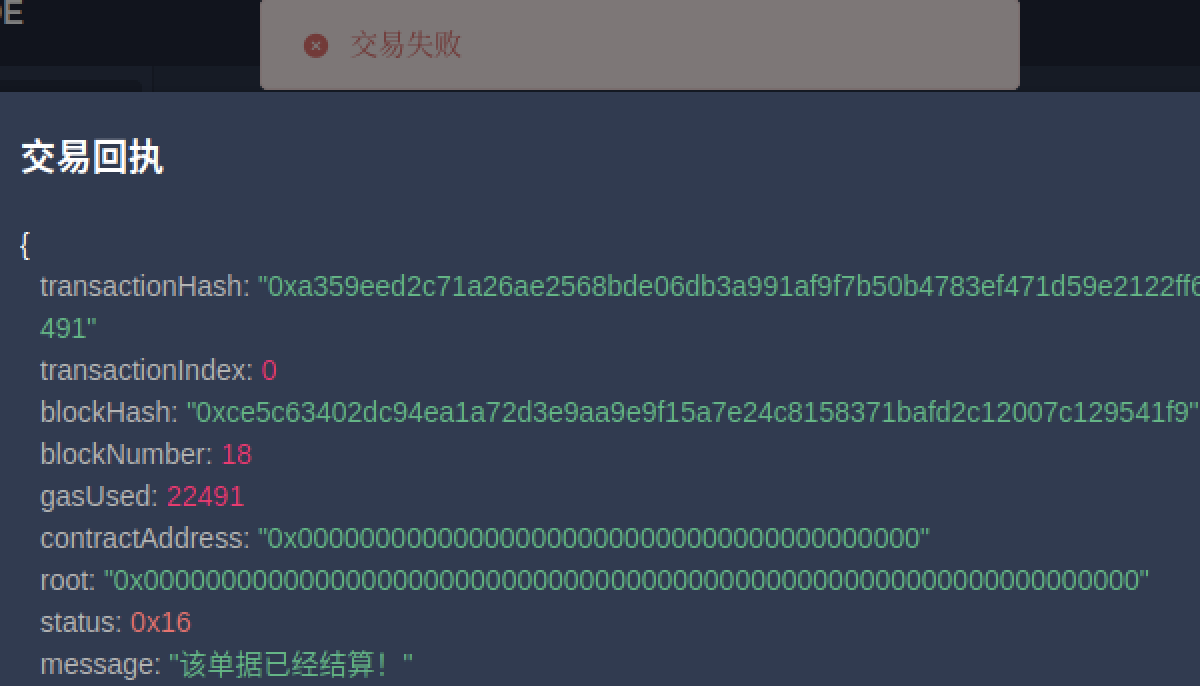 E
交易失败
交易回执
{
transactionHash: "0xa359eed2c71a26ae2568bde06db3a991af9f7b50b4783ef471d59e2122ff6
491"
transactionIndex: 0
blockHash: "0xce5c63402dc94ea1a72d3e9aa9e9f15a7e24c8158371bafd2c12007c129541f9"
blockNumber: 18
gasUsed: 22491
contractAddress: "0x0000000000000000000000000000000000000000"
root: "0x0000000000000000000000000000000000000000000000000000000000000000"
status: 0x16
message: "该单据已经结算！"